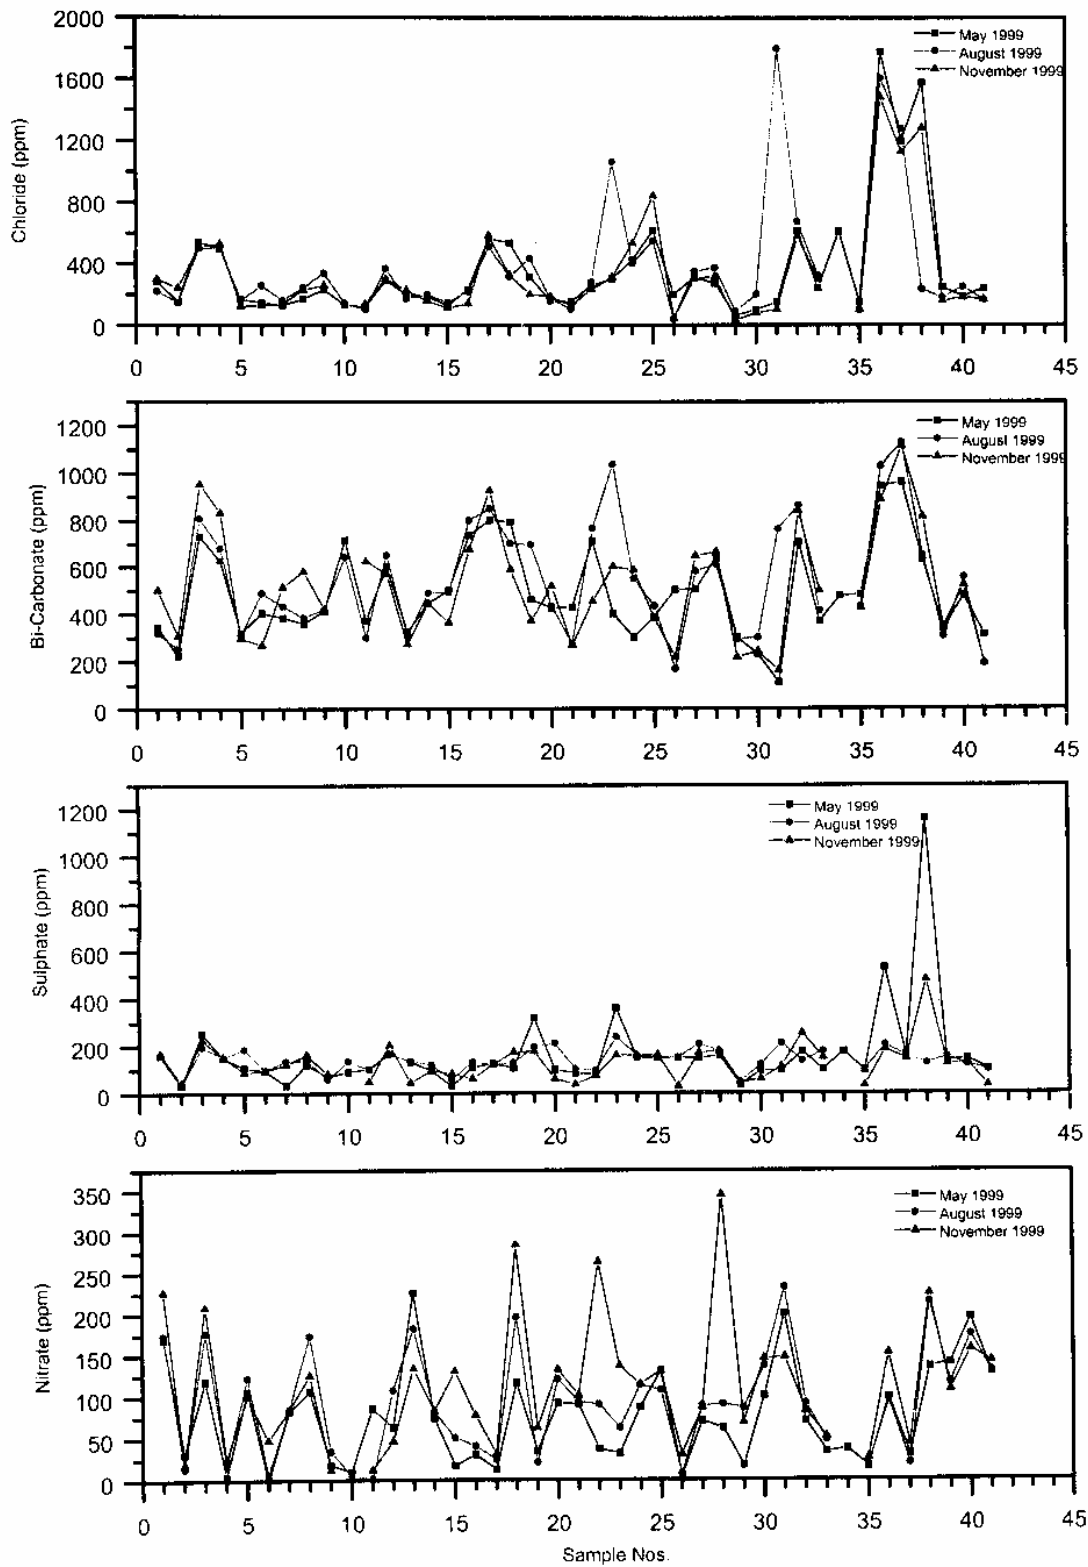 2000
1600
1200
800
400
0
Chloride (ppm)
May 1999
August 1999
November 1999
0 5 10 15 20 25 30 35 40 45
1200
1000
800
600
400
200
0
Bi-Carbonate (ppm)
May 1999
August 1999
November 1999
0 5 10 15 20 25 30 35 40 45
1200
1000
800
600
400
200
0
Sulphate (ppm)
May 1999
August 1999
November 1999
0 5 10 15 20 25 30 35 40 45
350
300
250
200
150
100
50
0
Nitrate (ppm)
May 1999
August 1999
November 1999
0 5 10 15 20 25 30 35 40 45
Sample Nos.